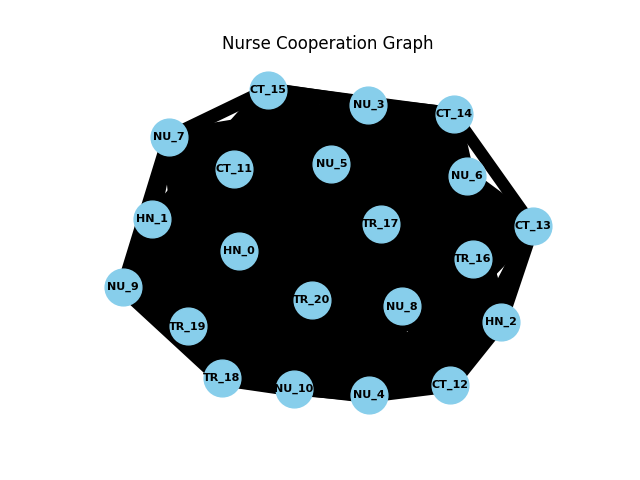 Nurse Cooperation Graph
CT_15
NU_3
CT_14
NU_7
NU_5
CT_11
NU_6
HN_1
TR_17
CT_13
HN_0
TR_16
NU_9
TR_20
NU_8
HN_2
TR_19
TR_18
NU_10
NU_4
CT_12